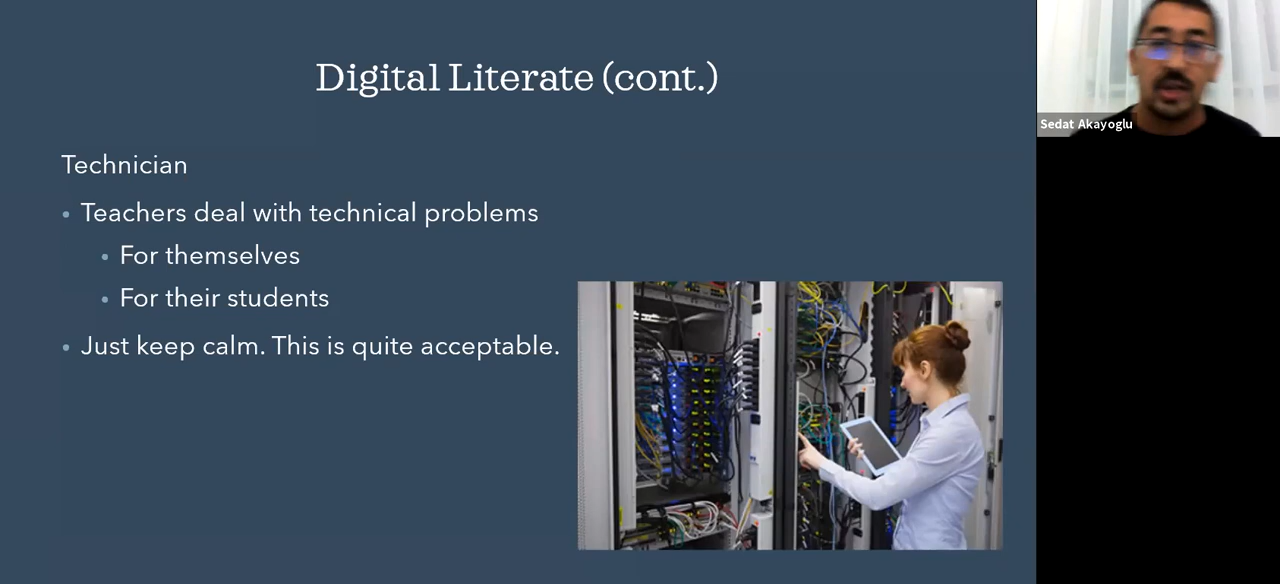 Digital Literate (cont.)
Sedat Akayoglu
Technician
Teachers deal with technical problems
For themselves
For their students
Just keep calm. This is quite acceptable.